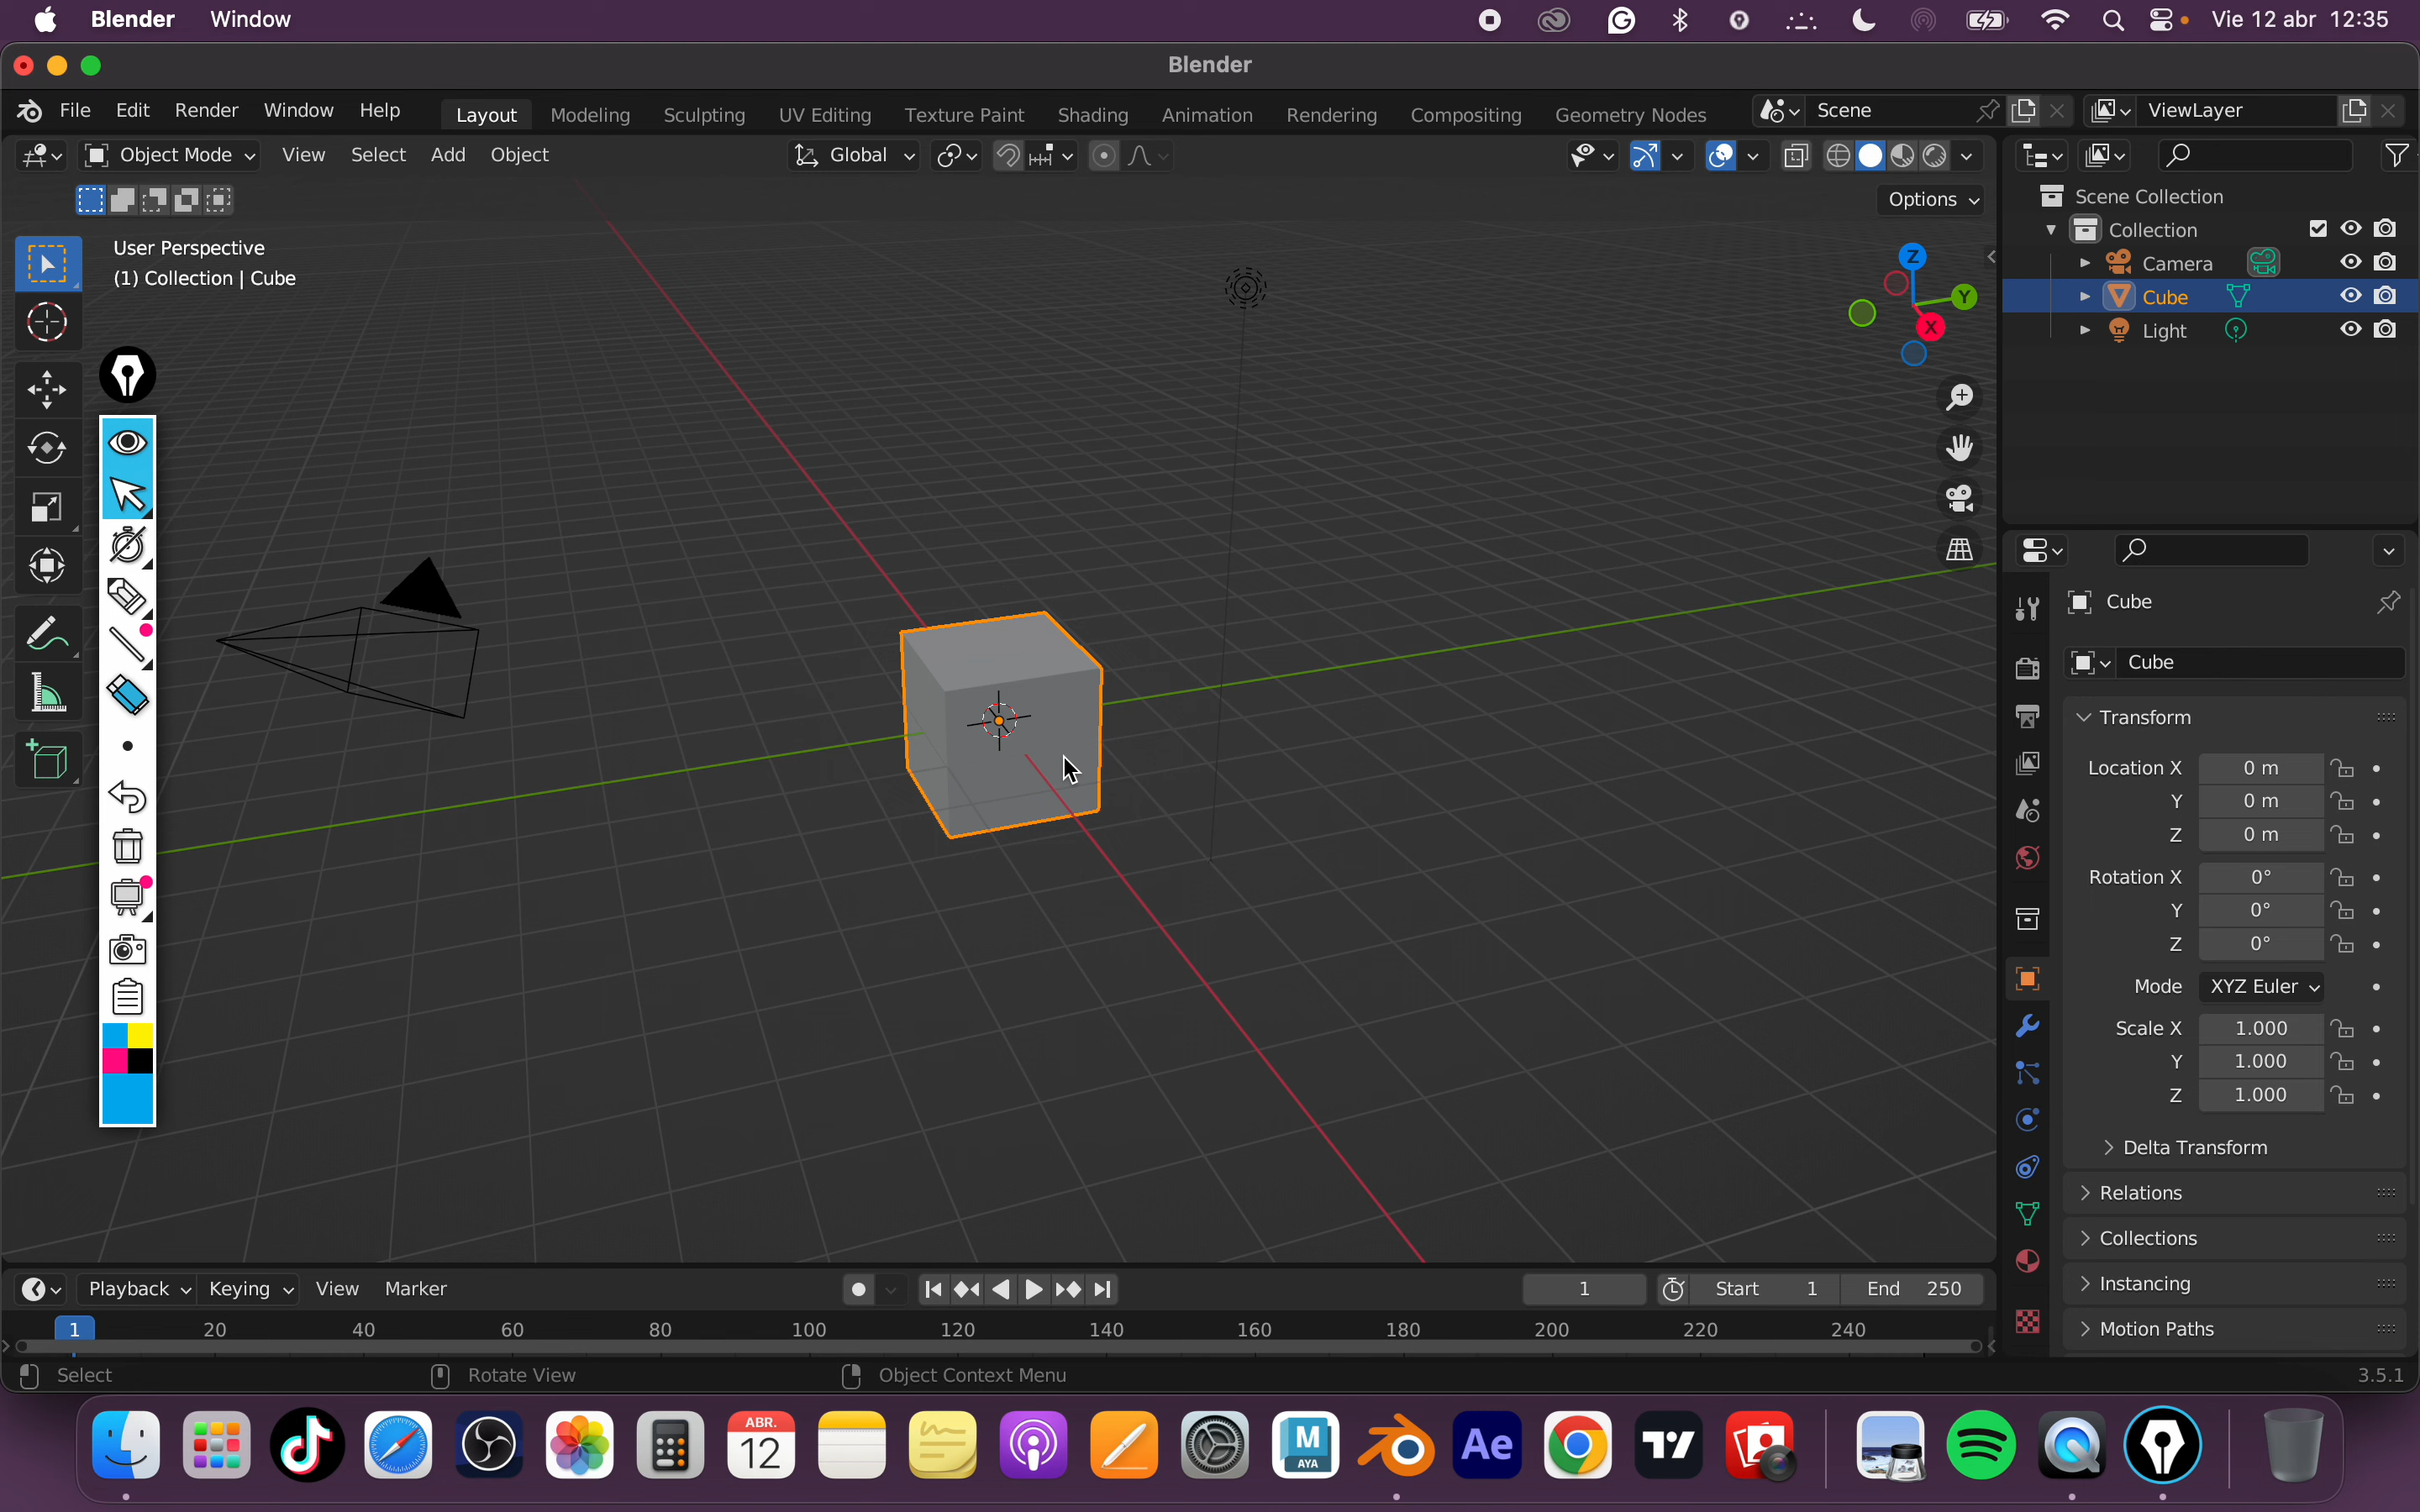 Blender Window Vie 12 abr 12:35
Blender
File Edit Render Window Help Layout Modeling Sculpting UV Editing Texture Paint Shading Animation Rendering Compositing Geometry Nodes Scene ViewLayer
Object Mode View Select Add Object Global
Options
User Perspective
(1) Collection | Cube
Z
Y
X
Scene Collection
Collection
Camera
Cube
Light
Cube
Cube
Transform
Location X 0 m
Y 0 m
Z 0 m
Rotation X 0°
Y 0°
Z 0°
Mode XYZ Euler
Scale X 1.000
Y 1.000
Z 1.000
Delta Transform
Relations
Collections
Instancing
Motion Paths
Playback Keying View Marker 1 Start 1 End 250
1 20 40 60 80 100 120 140 160 180 200 220 240
Select Rotate View Object Context Menu 3.5.1
ABR.
12
M
AYA
Ae